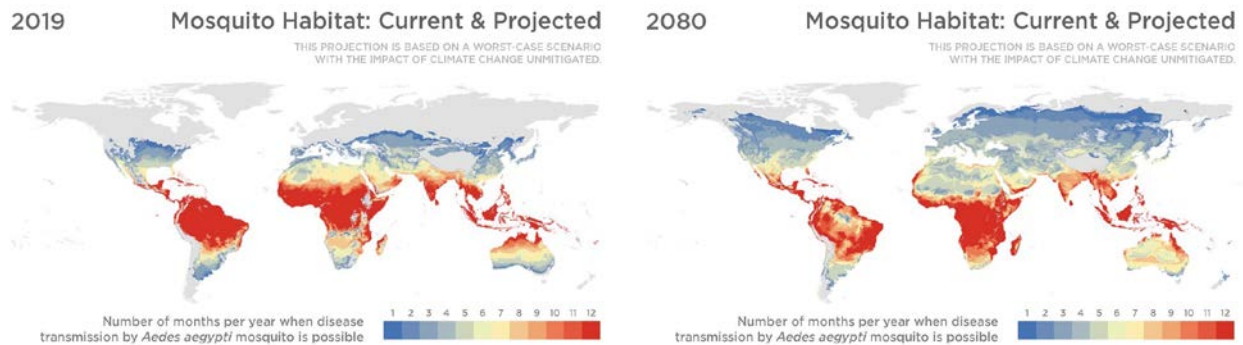 2019
Mosquito Habitat: Current & Projected
THIS PROJECTION IS BASED ON A WORST-CASE SCENARIO
WITH THE IMPACT OF CLIMATE CHANGE UNMITIGATED.
Number of months per year when disease
transmission by Aedes aegypti mosquito is possible
1 2 3 4 5 6 7 8 9 10 11 12
2080
Mosquito Habitat: Current & Projected
THIS PROJECTION IS BASED ON A WORST-CASE SCENARIO
WITH THE IMPACT OF CLIMATE CHANGE UNMITIGATED.
Number of months per year when disease
transmission by Aedes aegypti mosquito is possible
1 2 3 4 5 6 7 8 9 10 11 12